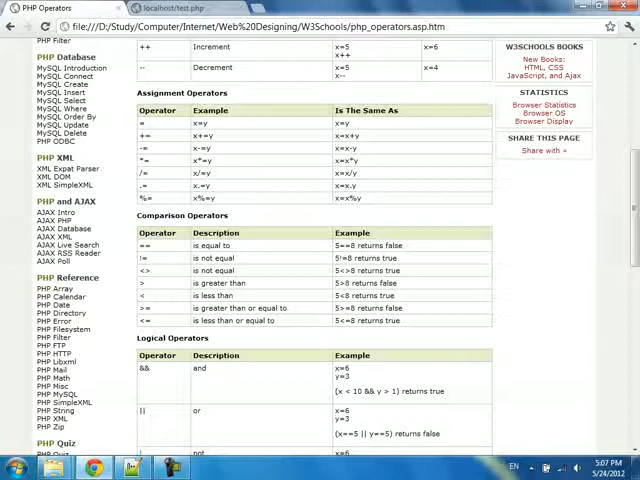 PHP Operators
localhost/test.php
file:///D:/Study/Computer/Internet/Web%20Designing/W3Schools/php_operators.asp.htm
PHP Filter
PHP Database
MySQL Introduction
MySQL Connect
MySQL Create
MySQL Insert
MySQL Select
MySQL Where
MySQL Order By
MySQL Update
MySQL Delete
PHP ODBC
PHP XML
XML Expat Parser
XML DOM
XML SimpleXML
PHP and AJAX
AJAX Intro
AJAX PHP
AJAX Database
AJAX XML
AJAX Live Search
AJAX RSS Reader
AJAX Poll
PHP Reference
PHP Array
PHP Calendar
PHP Date
PHP Directory
PHP Error
PHP Filesystem
PHP Filter
PHP FTP
PHP HTTP
PHP Libxml
PHP Mail
PHP Math
PHP Misc
PHP MySQL
PHP SimpleXML
PHP String
PHP XML
PHP Zip
PHP Quiz
PHP Quiz
++ Increment x=5 x=6
x++
-- Decrement x=5 x=4
x--
Assignment Operators
Operator Example Is The Same As
= x=y x=y
+= x+=y x=x+y
-= x-=y x=x-y
*= x*=y x=x*y
/= x/=y x=x/y
.= x.=y x=x.y
%= x%=y x=x%y
Comparison Operators
Operator Description Example
== is equal to 5==8 returns false
!= is not equal 5!=8 returns true
<> is not equal 5<>8 returns true
> is greater than 5>8 returns false
< is less than 5<8 returns true
>= is greater than or equal to 5>=8 returns false
<= is less than or equal to 5<=8 returns true
Logical Operators
Operator Description Example
&& and x=6
y=3
(x < 10 && y > 1) returns true
|| or x=6
y=3
(x==5 || y==5) returns false
! not x=6
W3SCHOOLS BOOKS
New Books:
HTML, CSS
JavaScript, and Ajax
STATISTICS
Browser Statistics
Browser OS
Browser Display
SHARE THIS PAGE
Share with »
EN
5:07 PM
5/24/2012